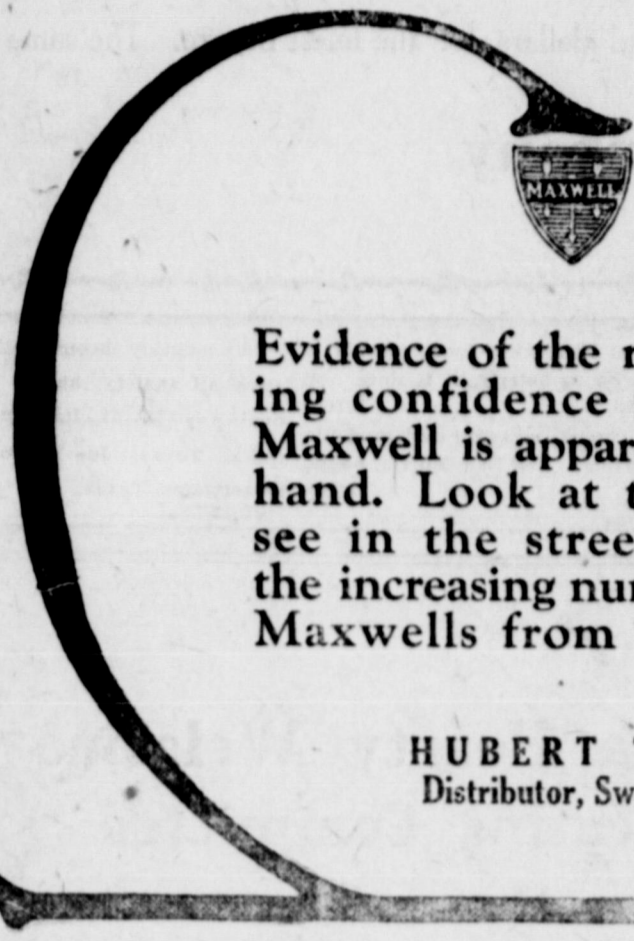 MAXWELL
Evidence of the
ing confidence
Maxwell is appar
hand. Look at
see in the stree
the increasing nu
Maxwells from
HUBERT
Distributor, Sw